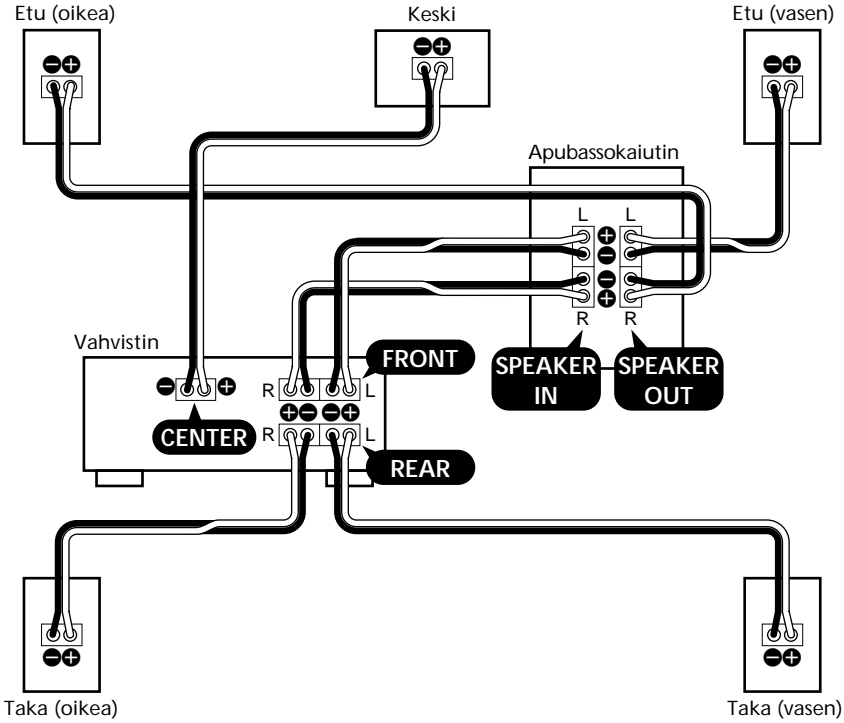 Etu (oikea)
Keski
Etu (vasen)
Apubassokaiutin
L L
R R
SPEAKER IN
SPEAKER OUT
Vahvistin
FRONT
R L
CENTER
R L
REAR
Taka (oikea)
Taka (vasen)